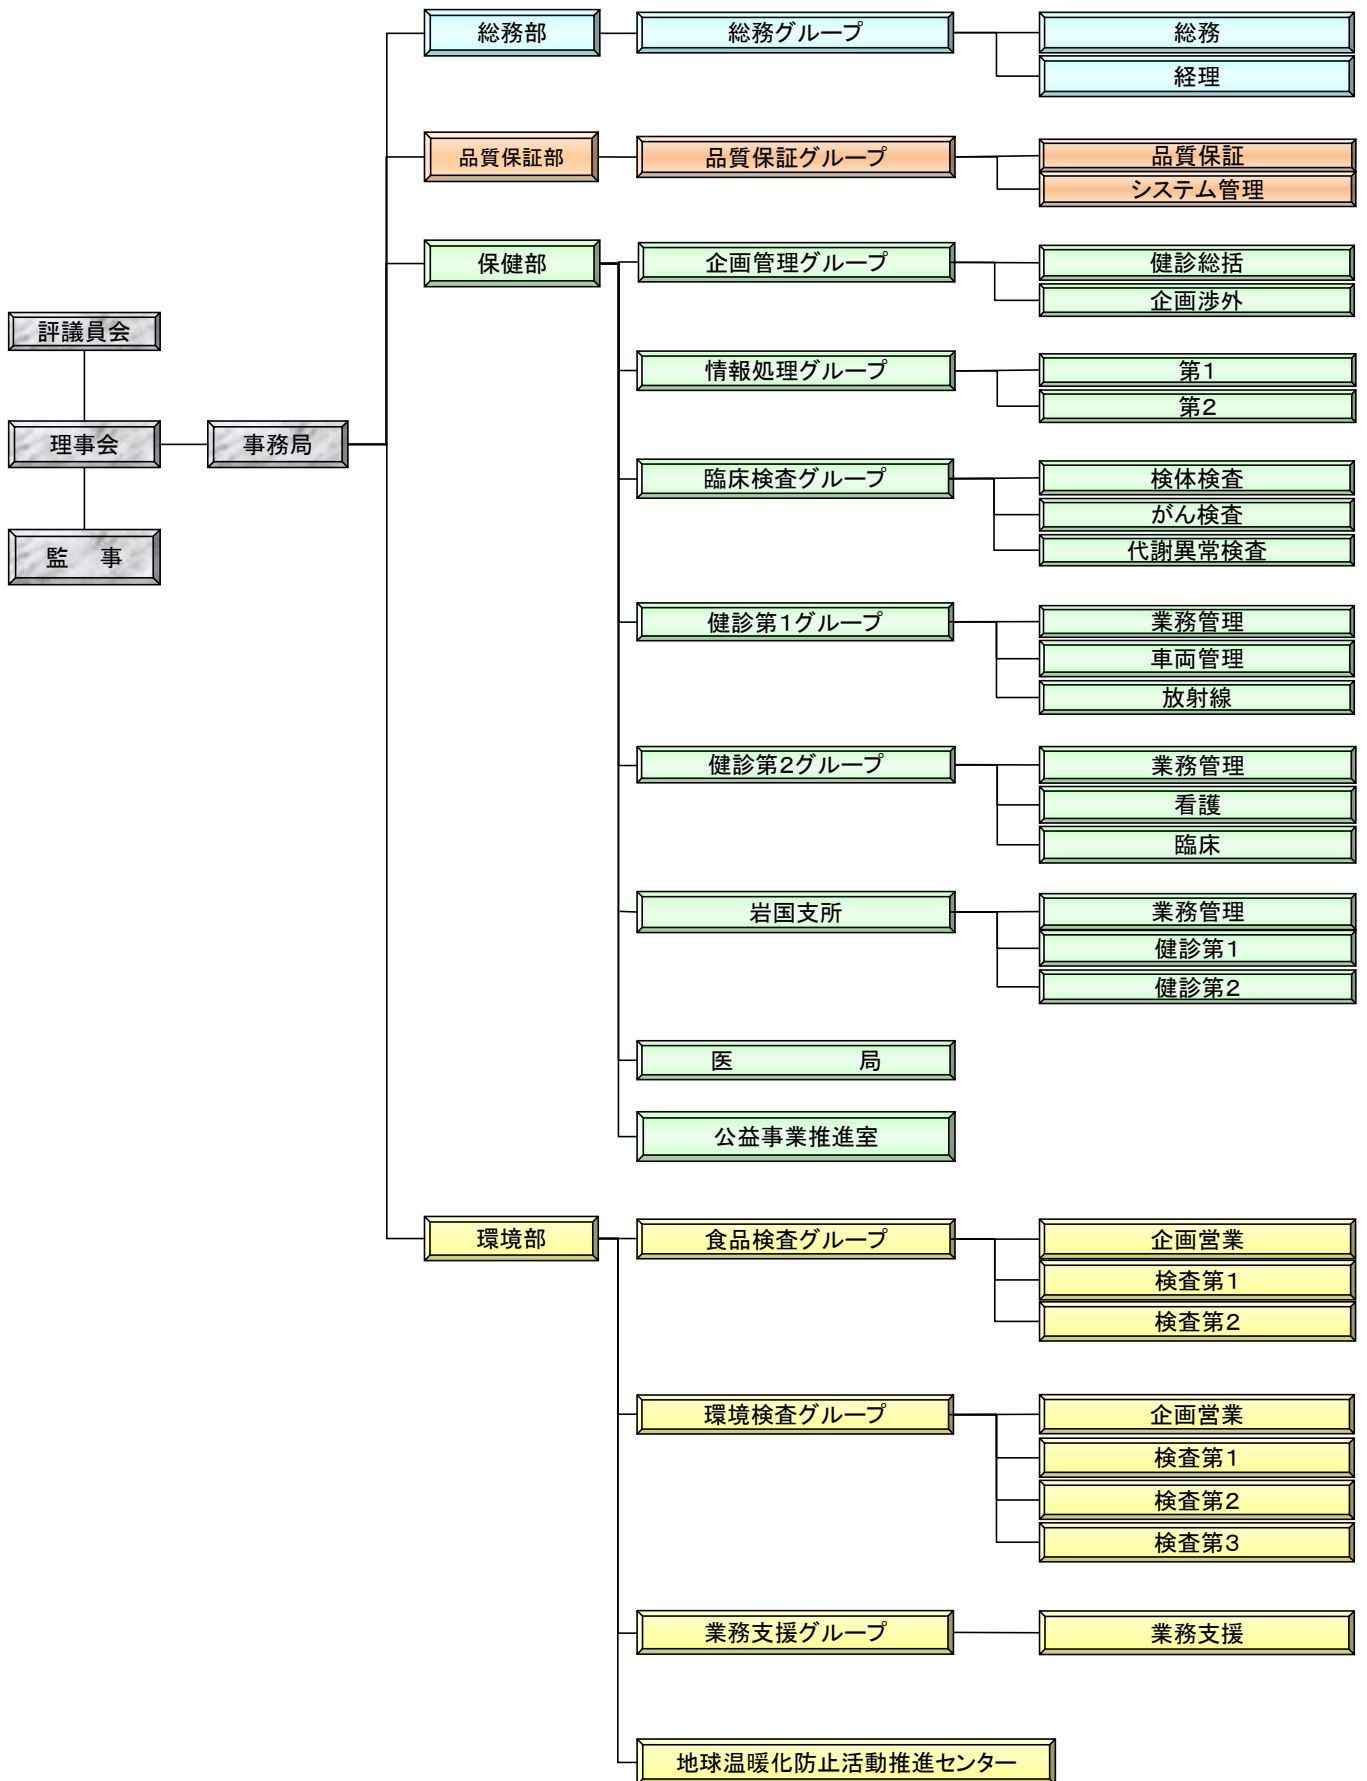 総務部
総務グループ
総務
経理
品質保証部
品質保証グループ
品質保証
システム管理
保健部
企画管理グループ
健診総括
企画渉外
評議員会
理事会
事務局
監　事
情報処理グループ
第1
第2
臨床検査グループ
検体検査
がん検査
代謝異常検査
健診第1グループ
業務管理
車両管理
放射線
健診第2グループ
業務管理
看護
臨床
岩国支所
業務管理
健診第1
健診第2
医　　　　　局
公益事業推進室
環境部
食品検査グループ
企画営業
検査第1
検査第2
環境検査グループ
企画営業
検査第1
検査第2
検査第3
業務支援グループ
業務支援
地球温暖化防止活動推進センター